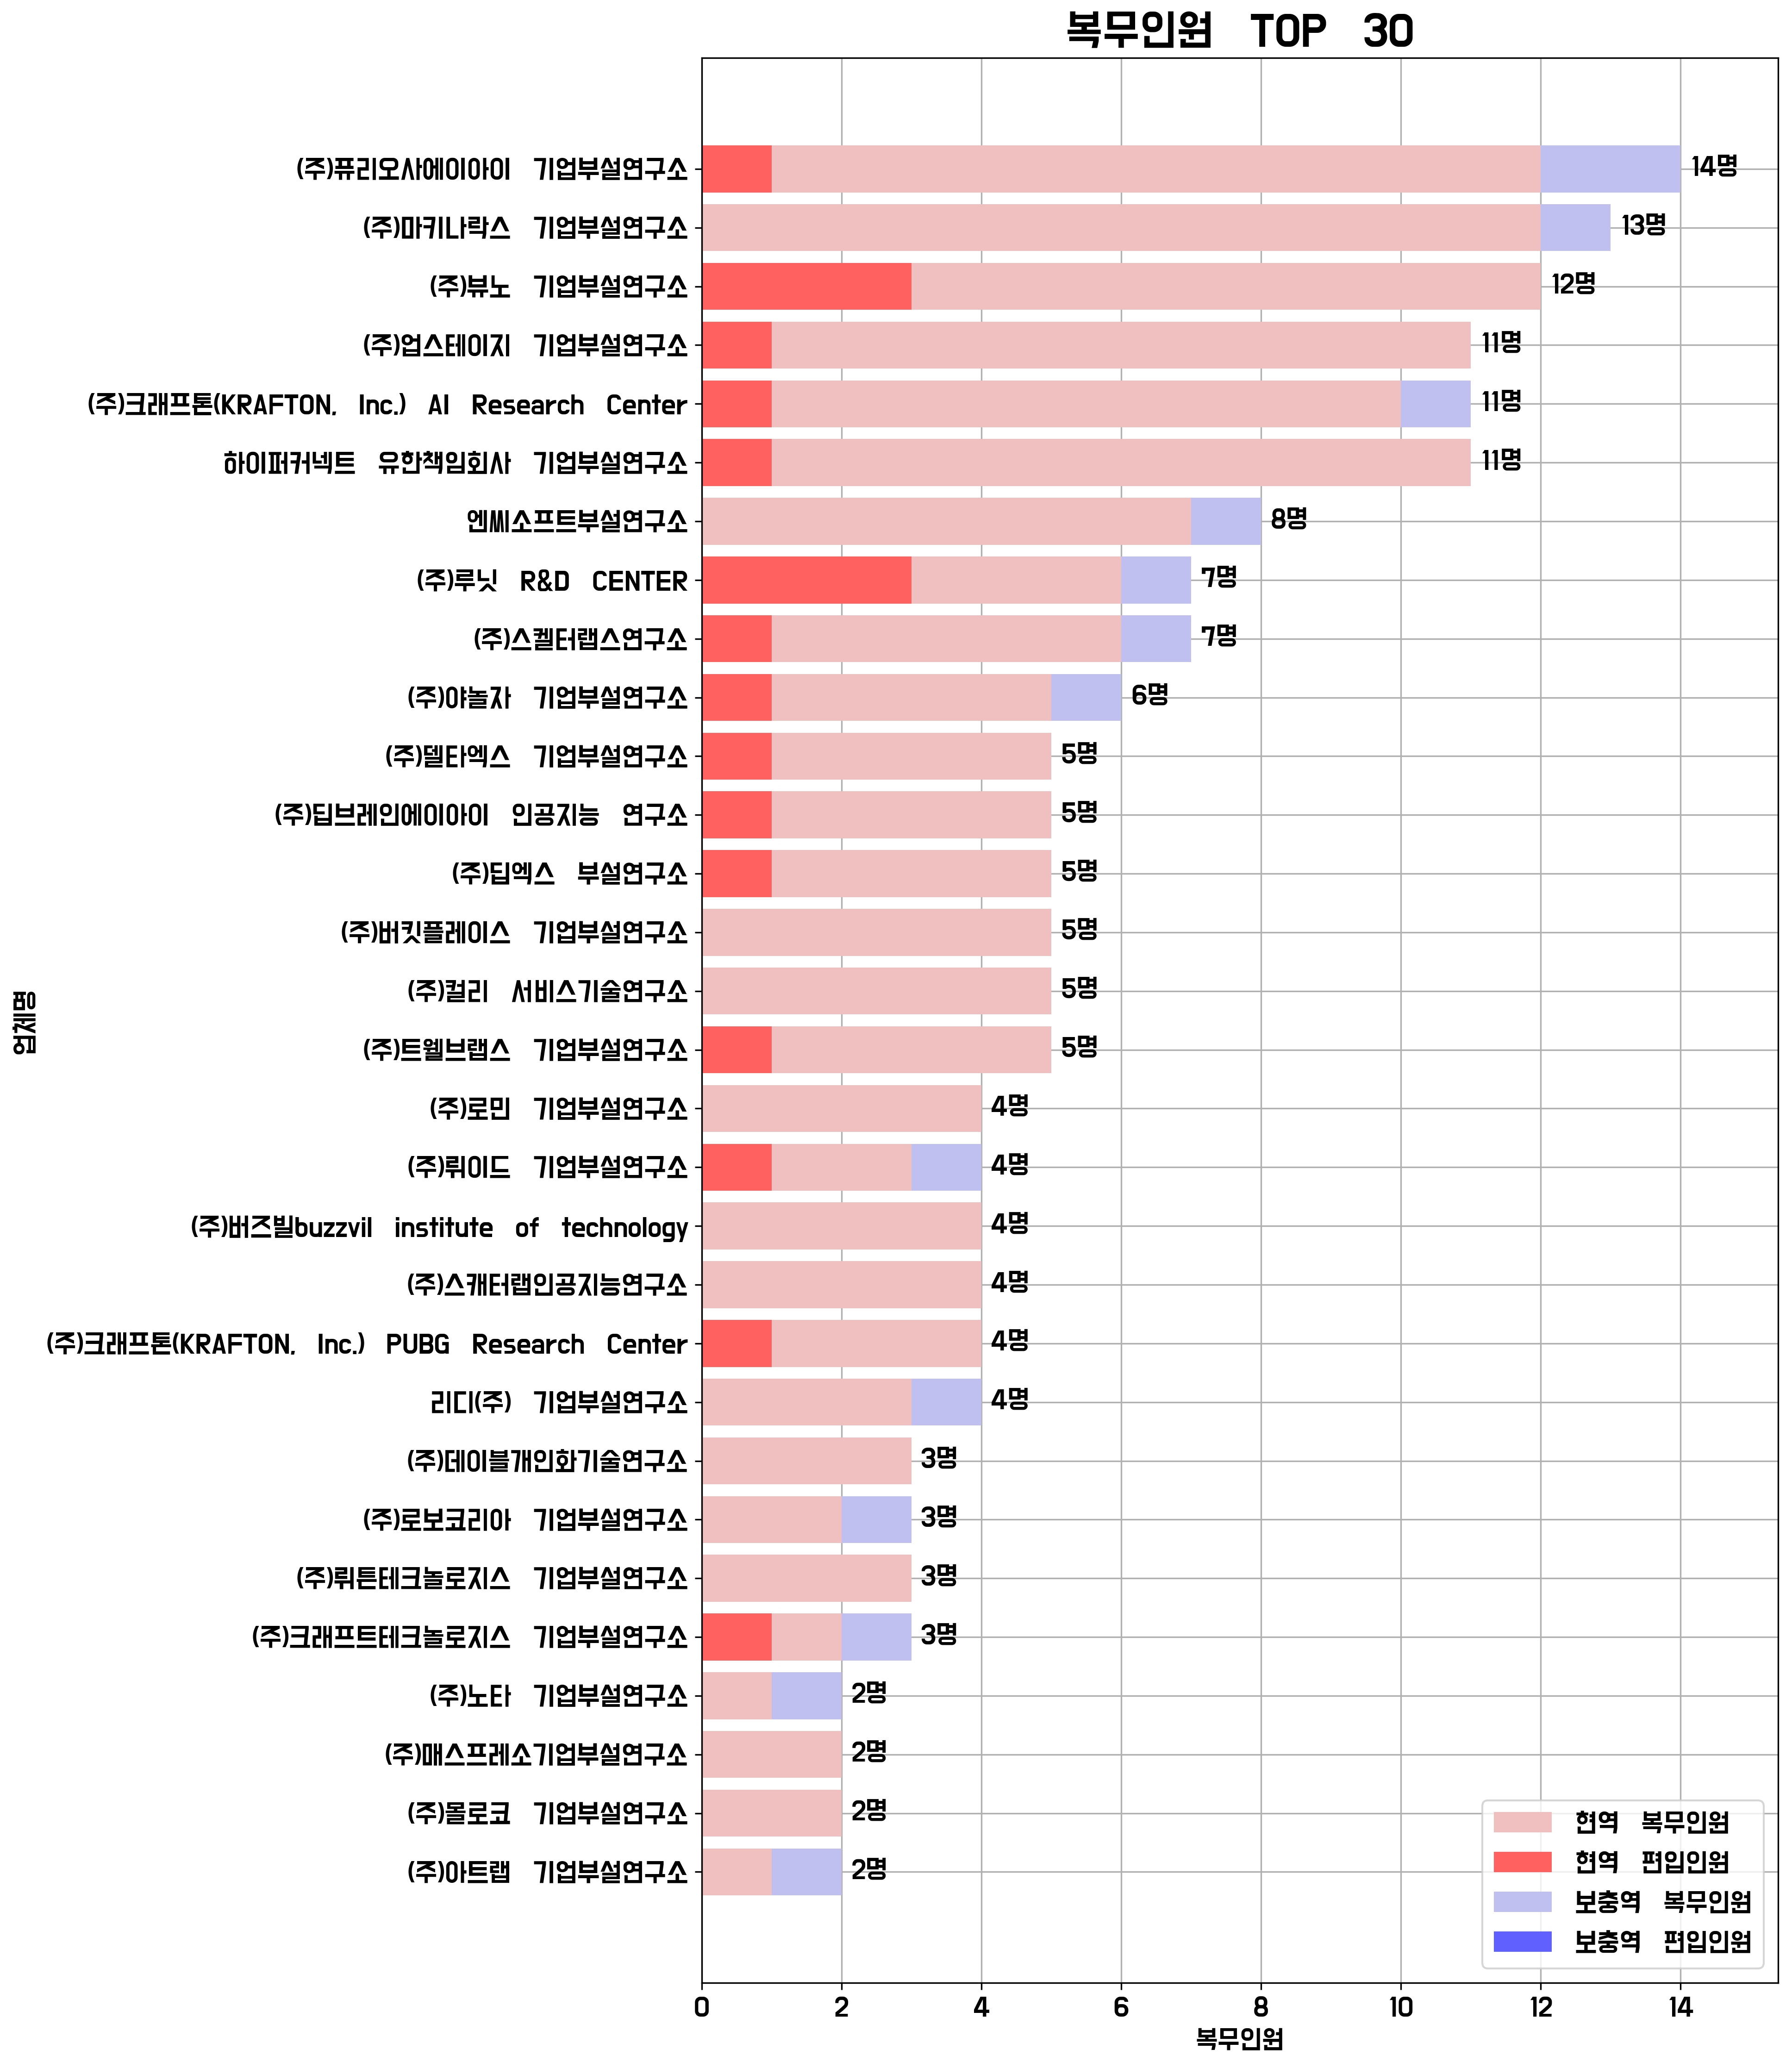 복무인원 TOP 30
(주)퓨리오사에이아이 기업부설연구소 14명
(주)마키나락스 기업부설연구소 13명
(주)뷰노 기업부설연구소 12명
(주)업스테이지 기업부설연구소 11명
(주)크래프톤(KRAFTON, Inc.) AI Research Center 11명
하이퍼커넥트 유한책임회사 기업부설연구소 11명
엔씨소프트부설연구소 8명
(주)루닛 R&D CENTER 7명
(주)스켈터랩스연구소 7명
(주)야놀자 기업부설연구소 6명
(주)델타엑스 기업부설연구소 5명
(주)딥브레인에이아이 인공지능 연구소 5명
(주)딥엑스 부설연구소 5명
(주)버킷플레이스 기업부설연구소 5명
(주)컬리 서비스기술연구소 5명
(주)트웰브랩스 기업부설연구소 5명
(주)로민 기업부설연구소 4명
(주)뤼이드 기업부설연구소 4명
(주)버즈빌buzzvil institute of technology 4명
(주)스캐터랩인공지능연구소 4명
(주)크래프톤(KRAFTON, Inc.) PUBG Research Center 4명
리디(주) 기업부설연구소 4명
(주)데이블개인화기술연구소 3명
(주)로보코리아 기업부설연구소 3명
(주)뤼튼테크놀로지스 기업부설연구소 3명
(주)크래프트테크놀로지스 기업부설연구소 3명
(주)노타 기업부설연구소 2명
(주)매스프레소기업부설연구소 2명
(주)몰로코 기업부설연구소 2명
(주)아트랩 기업부설연구소 2명
업체명
현역 복무인원
현역 편입인원
보충역 복무인원
보충역 편입인원
0 2 4 6 8 10 12 14
복무인원